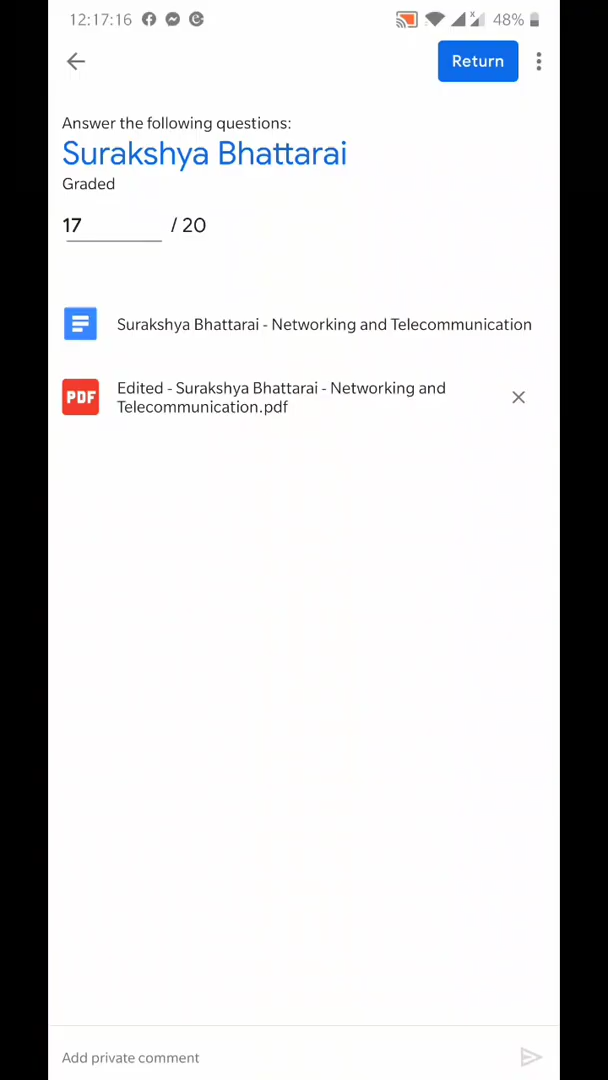 12:17:16 48%
Return
Answer the following questions:
Surakshya Bhattarai
Graded
17 / 20
Surakshya Bhattarai - Networking and Telecommunication
PDF
Edited - Surakshya Bhattarai - Networking and
Telecommunication.pdf
Add private comment